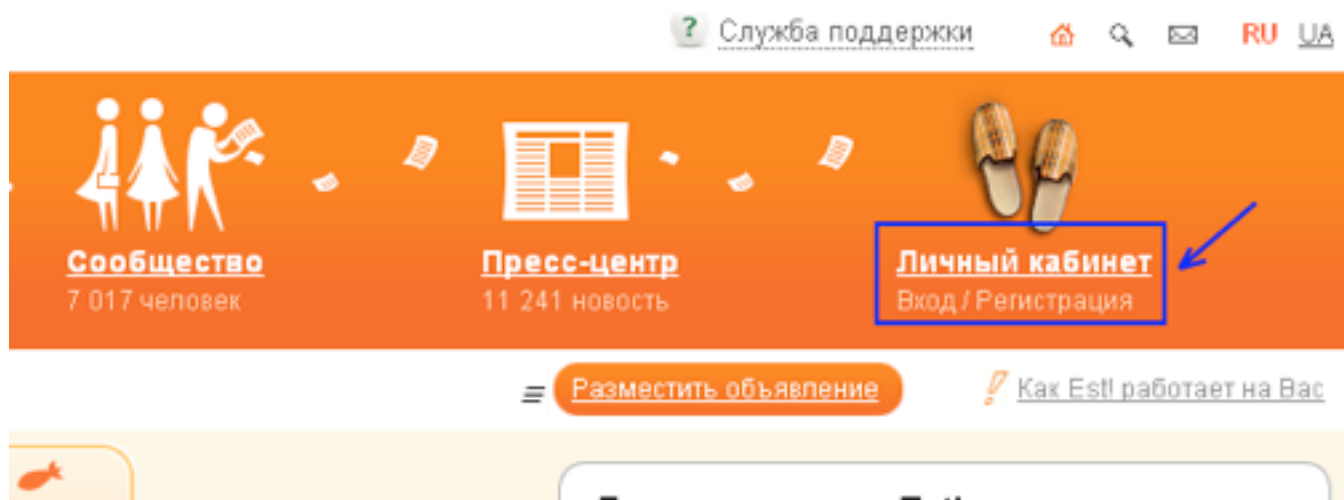 ? Служба поддержки RU UA
Сообщество
7 017 человек
Пресс-центр
11 241 новость
Личный кабинет
Вход / Регистрация
Разместить объявление
Как Est! работает на Вас